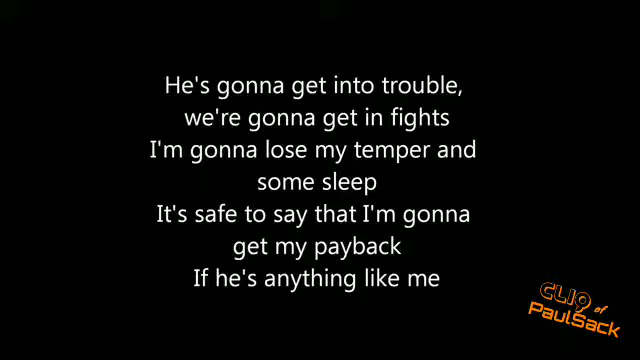 He's gonna get into trouble,
we're gonna get in fights
I'm gonna lose my temper and
some sleep
It's safe to say that I'm gonna
get my payback
If he's anything like me
CLIQ of
PaulSack